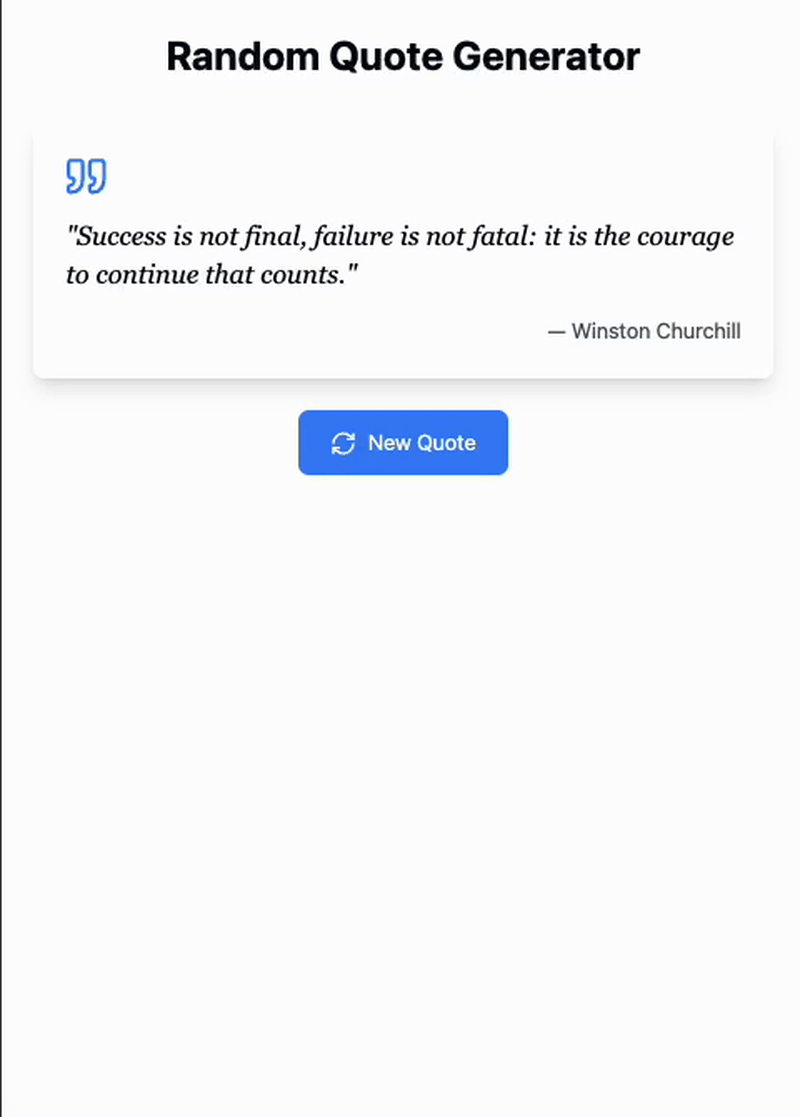 Random Quote Generator
"Success is not final, failure is not fatal: it is the courage
to continue that counts."
— Winston Churchill
New Quote